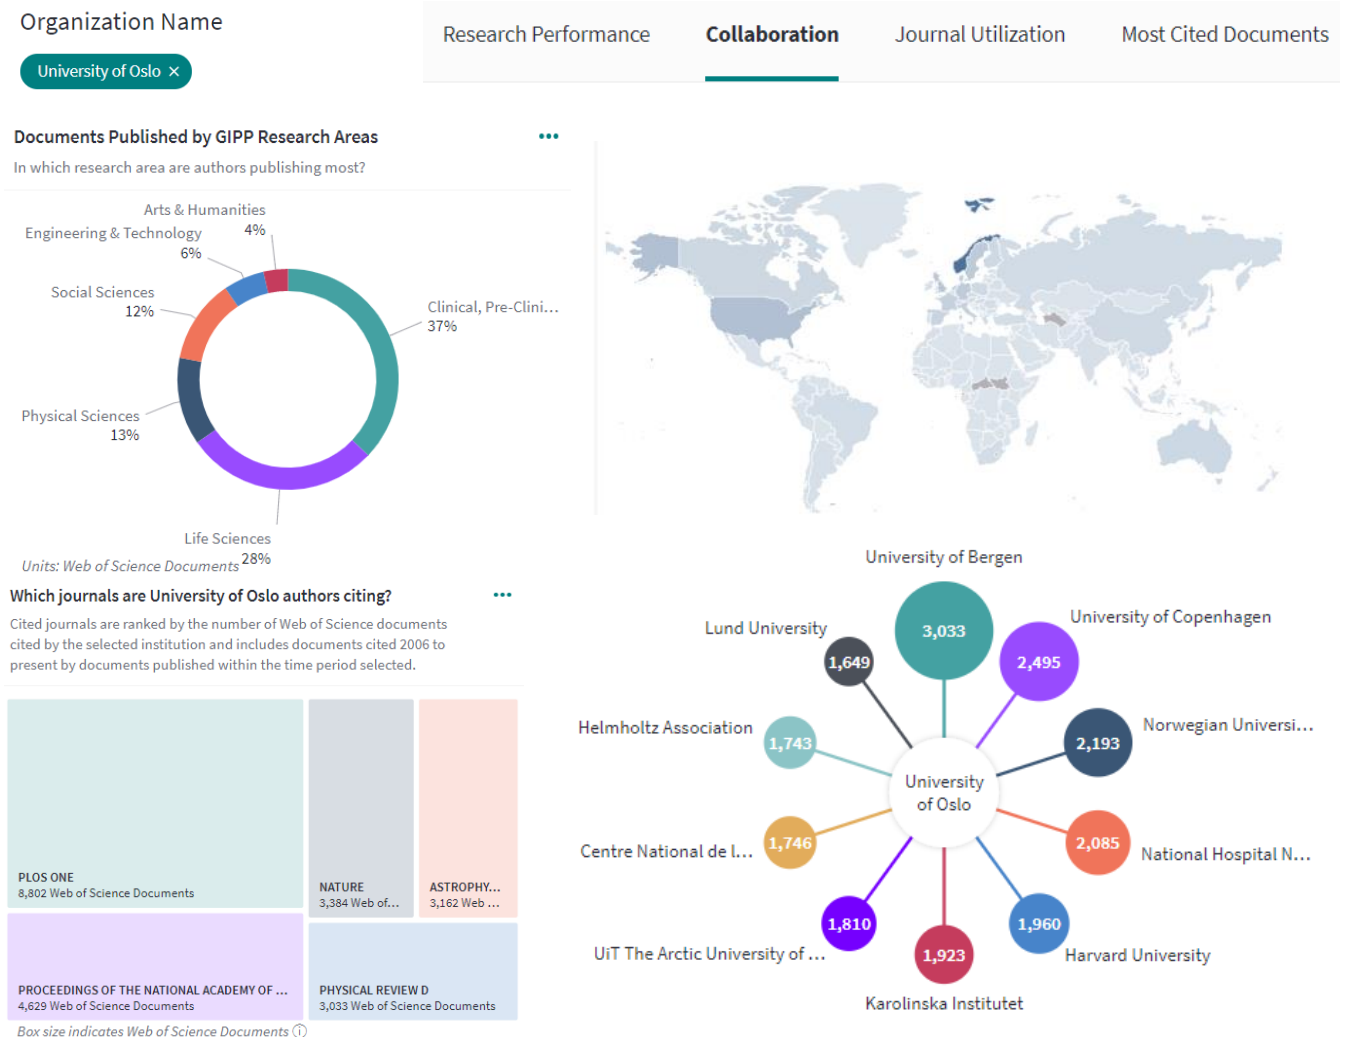 Organization Name
University of Oslo ×
Research Performance
Collaboration
Journal Utilization
Most Cited Documents
Documents Published by GIPP Research Areas
In which research area are authors publishing most?
Arts & Humanities
4%
Engineering & Technology
6%
Social Sciences
12%
Clinical, Pre-Clini...
37%
Physical Sciences
13%
Life Sciences
28%
Units: Web of Science Documents
Which journals are University of Oslo authors citing?
Cited journals are ranked by the number of Web of Science documents
cited by the selected institution and includes documents cited 2006 to
present by documents published within the time period selected.
PLOS ONE
8,802 Web of Science Documents
NATURE
3,384 Web of...
ASTROPHY...
3,162 Web ...
PROCEEDINGS OF THE NATIONAL ACADEMY OF ...
4,629 Web of Science Documents
PHYSICAL REVIEW D
3,033 Web of Science Documents
Box size indicates Web of Science Documents ⓘ
University of Bergen
3,033
University of Copenhagen
2,495
Norwegian Universi...
2,193
National Hospital N...
2,085
Harvard University
1,960
Karolinska Institutet
1,923
UiT The Arctic University of ...
1,810
Centre National de l...
1,746
Helmholtz Association
1,743
Lund University
1,649
University
of Oslo